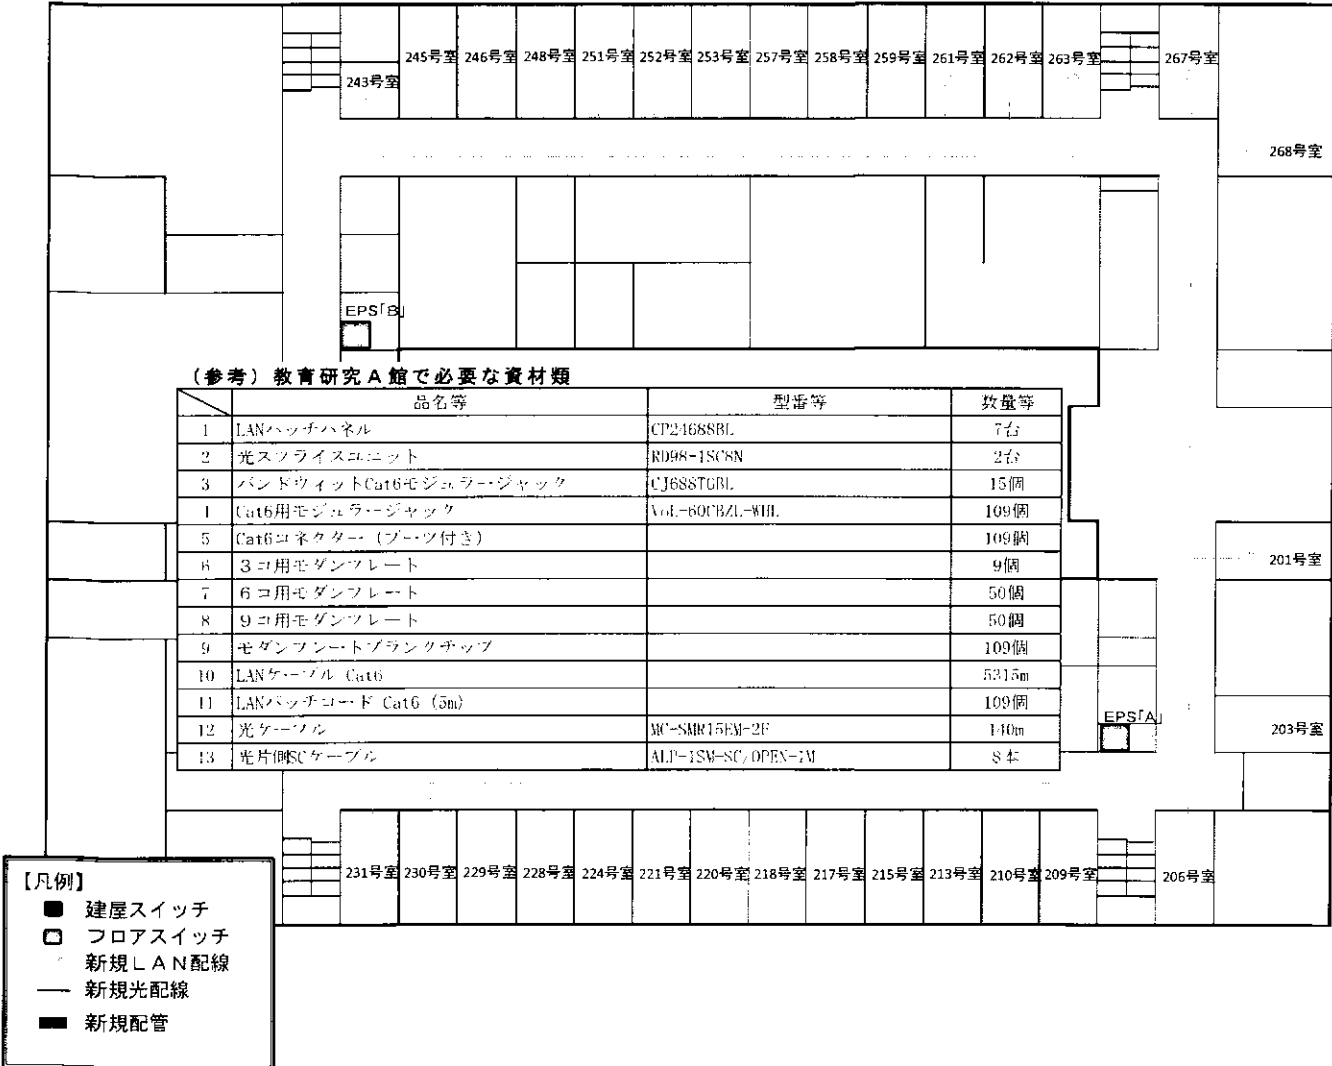 245号室 246号室 248号室 251号室 252号室 253号室 257号室 258号室 259号室 261号室 262号室 263号室 267号室
243号室
268号室
EPS「B」
(参考) 教育研究A館で必要な資材類
品名等 型番等 数量等
1 LANパッチパネル CP24688BL 7台
2 光スプライスユニット RD98-1SC8N 2台
3 パンドウィットCat6モジュラージャック CJ688TGBL 15個
4 Cat6用モジュラージャック 109個
5 Cat6コネクター (ブーツ付き) 109個
6 3コ用モダンプレート 9個
7 6コ用モダンプレート 50個
8 9コ用モダンプレート 50個
9 モダンプレートブランクチップ 109個
10 LANケーブル Cat6 5315m
11 LANパッチコード Cat6 (5m) 109個
12 光ケーブル 140m
13 光片側SCケーブル ALP-1SM-SC/OPEN-2M 8本
201号室
EPS「A」
203号室
231号室 230号室 229号室 228号室 224号室 221号室 220号室 218号室 217号室 215号室 213号室 210号室 209号室 206号室
【凡例】
建屋スイッチ
フロアスイッチ
新規LAN配線
新規光配線
新規配管